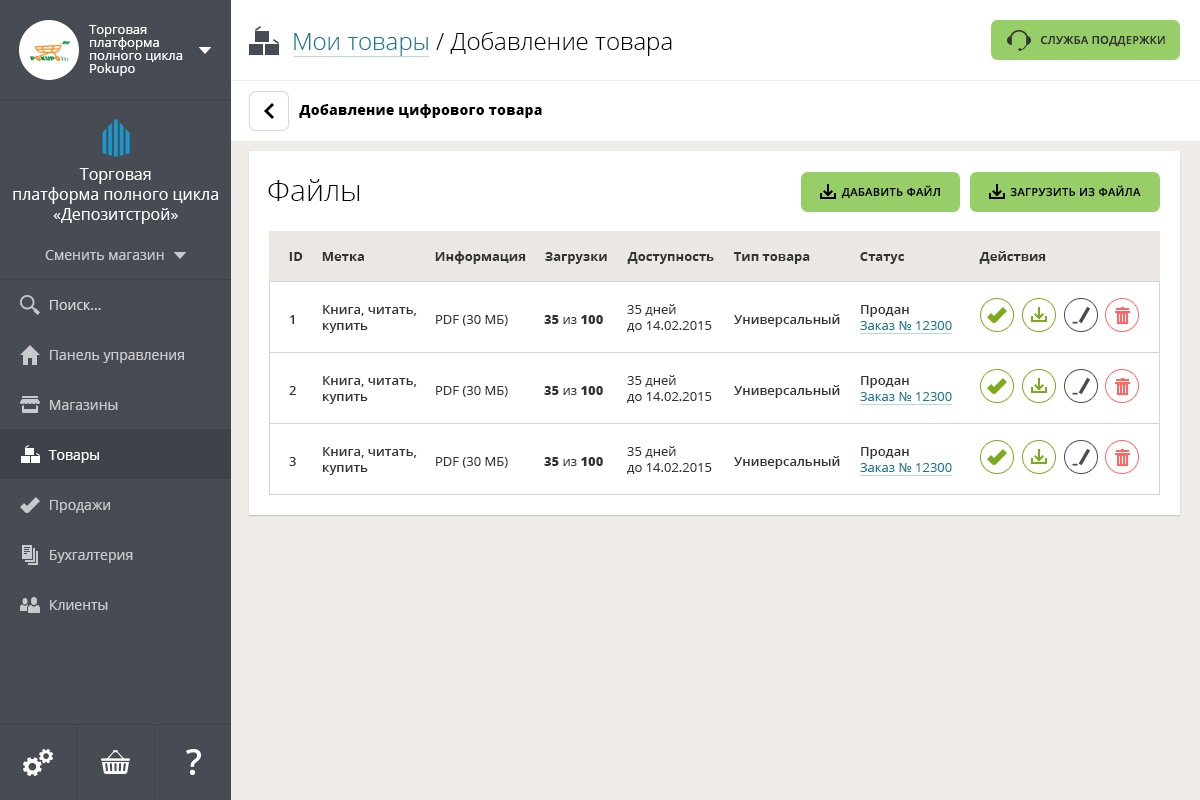 Торговая
платформа
полного цикла
Pokupo
POKUPO
Торговая
платформа полного цикла
«Депозитстрой»
Сменить магазин
Поиск...
Панель управления
Магазины
Товары
Продажи
Бухгалтерия
Клиенты
?
Мои товары / Добавление товара
СЛУЖБА ПОДДЕРЖКИ
Добавление цифрового товара
Файлы
ДАБАВИТЬ ФАЙЛ
ЗАГРУЗИТЬ ИЗ ФАЙЛА
ID Метка Информация Загрузки Доступность Тип товара Статус Действия
1 Книга, читать, купить PDF (30 МБ) 35 из 100 35 дней до 14.02.2015 Универсальный Продан Заказ № 12300
2 Книга, читать, купить PDF (30 МБ) 35 из 100 35 дней до 14.02.2015 Универсальный Продан Заказ № 12300
3 Книга, читать, купить PDF (30 МБ) 35 из 100 35 дней до 14.02.2015 Универсальный Продан Заказ № 12300